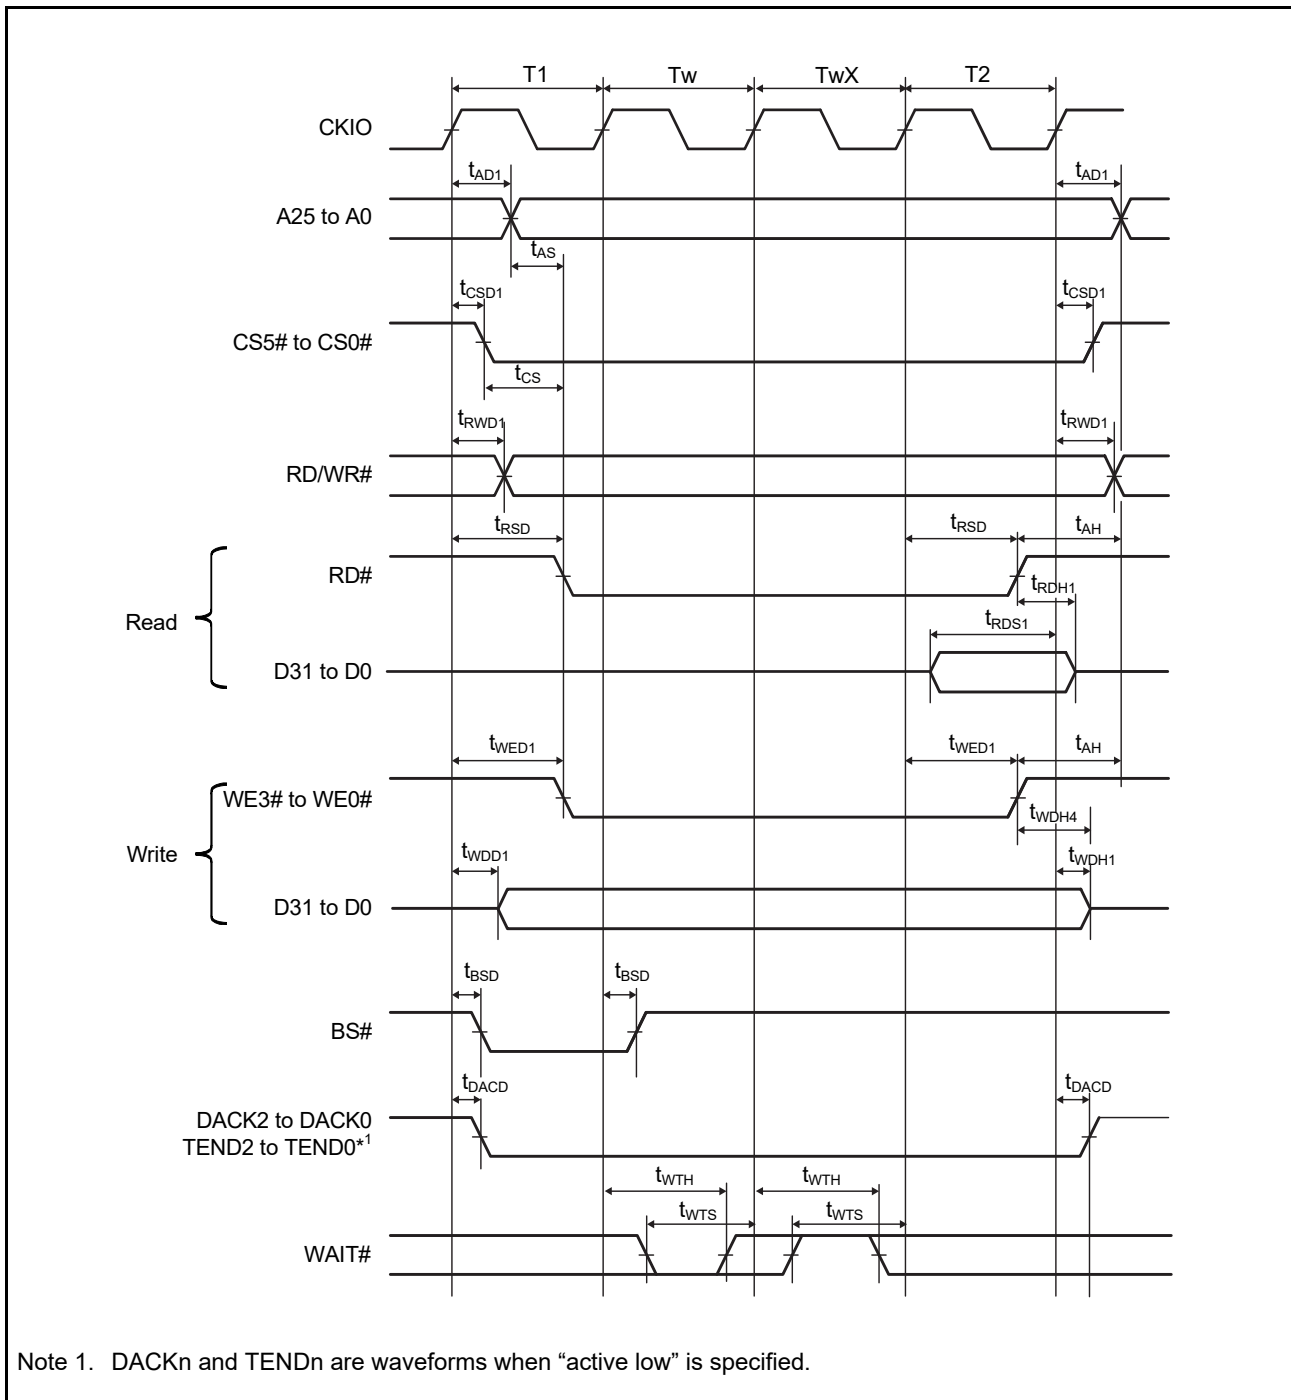 T1 Tw TwX T2
CKIO
tAD1 tAD1
A25 to A0
tAS
tCSD1 tCSD1
CS5# to CS0#
tCS
tRWD1 tRWD1
RD/WR#
tRSD tRSD tAH
RD#
tRDH1
Read
tRDS1
D31 to D0
tWED1 tWED1 tAH
WE3# to WE0#
tWDH4
Write
tWDD1 tWDH1
D31 to D0
tBSD tBSD
BS#
tDACD tDACD
DACK2 to DACK0
TEND2 to TEND0*1
tWTH tWTH
tWTS tWTS
WAIT#
Note 1. DACKn and TENDn are waveforms when “active low” is specified.